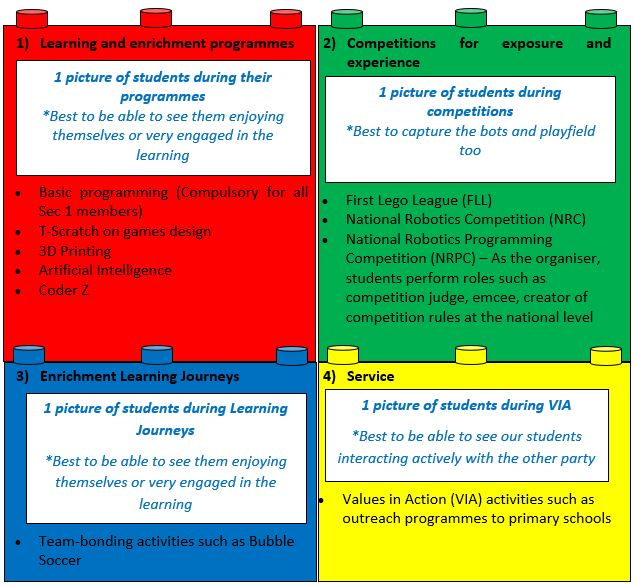 1) Learning and enrichment programmes
1 picture of students during their
programmes
*Best to be able to see them enjoying
themselves or very engaged in the
learning
• Basic programming (Compulsory for all
Sec 1 members)
• T-Scratch on games design
• 3D Printing
• Artificial Intelligence
• Coder Z
2) Competitions for exposure and
experience
1 picture of students during
competitions
*Best to capture the bots and playfield
too
• First Lego League (FLL)
• National Robotics Competition (NRC)
• National Robotics Programming
Competition (NRPC) – As the organiser,
students perform roles such as
competition judge, emcee, creator of
competition rules at the national level
3) Enrichment Learning Journeys
1 picture of students during Learning
Journeys
*Best to be able to see them enjoying
themselves or very engaged in the
learning
• Team-bonding activities such as Bubble
Soccer
4) Service
1 picture of students during VIA
*Best to be able to see our students
interacting actively with the other party
• Values in Action (VIA) activities such as
outreach programmes to primary schools